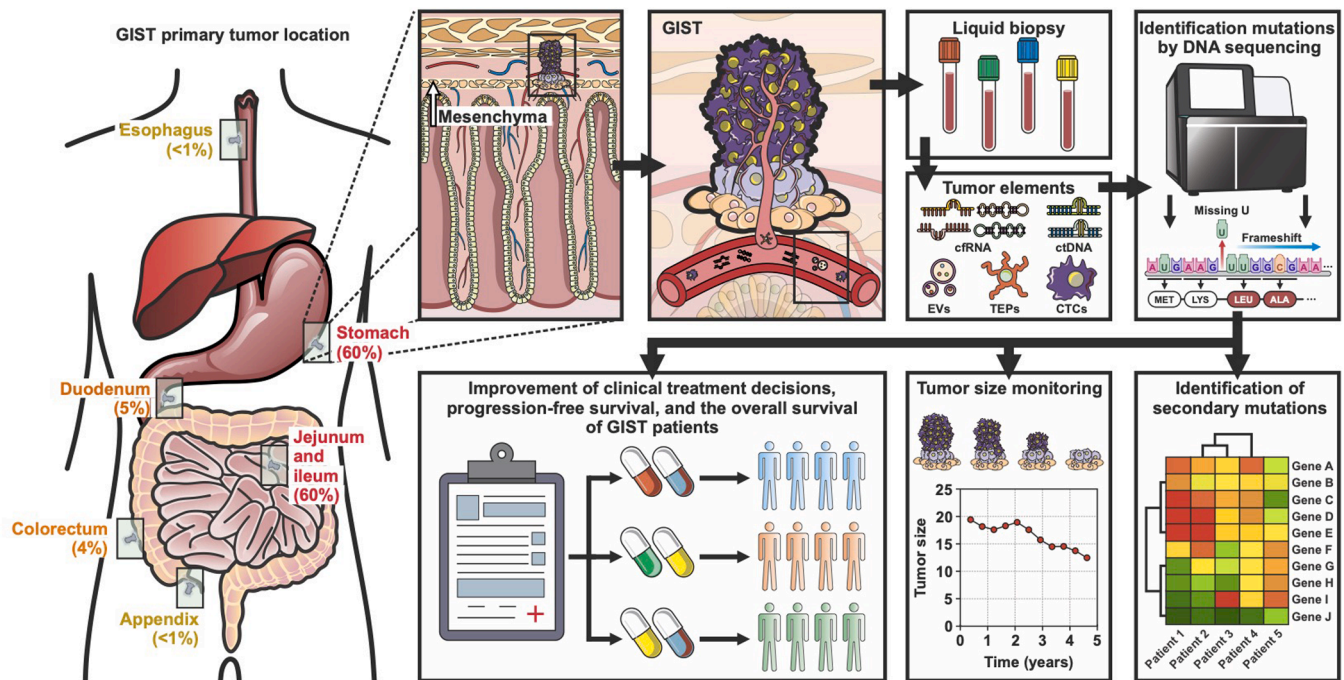 GIST primary tumor location
Esophagus
(<1%)
Stomach
(60%)
Duodenum
(5%)
Jejunum
and
ileum
(60%)
Colorectum
(4%)
Appendix
(<1%)
Mesenchyma
GIST
Liquid biopsy
Tumor elements
cfRNA
ctDNA
EVs
TEPs
CTCs
Identification mutations
by DNA sequencing
Missing U
U
Frameshift
A U G A A G U U G G C G A A ...
MET LYS LEU ALA ...
Improvement of clinical treatment decisions,
progression-free survival, and the overall survival
of GIST patients
Tumor size monitoring
Tumor size
25
20
15
10
5
0
0 1 2 3 4 5
Time (years)
Identification of
secondary mutations
Gene A
Gene B
Gene C
Gene D
Gene E
Gene F
Gene G
Gene H
Gene I
Gene J
Patient 1
Patient 2
Patient 3
Patient 4
Patient 5